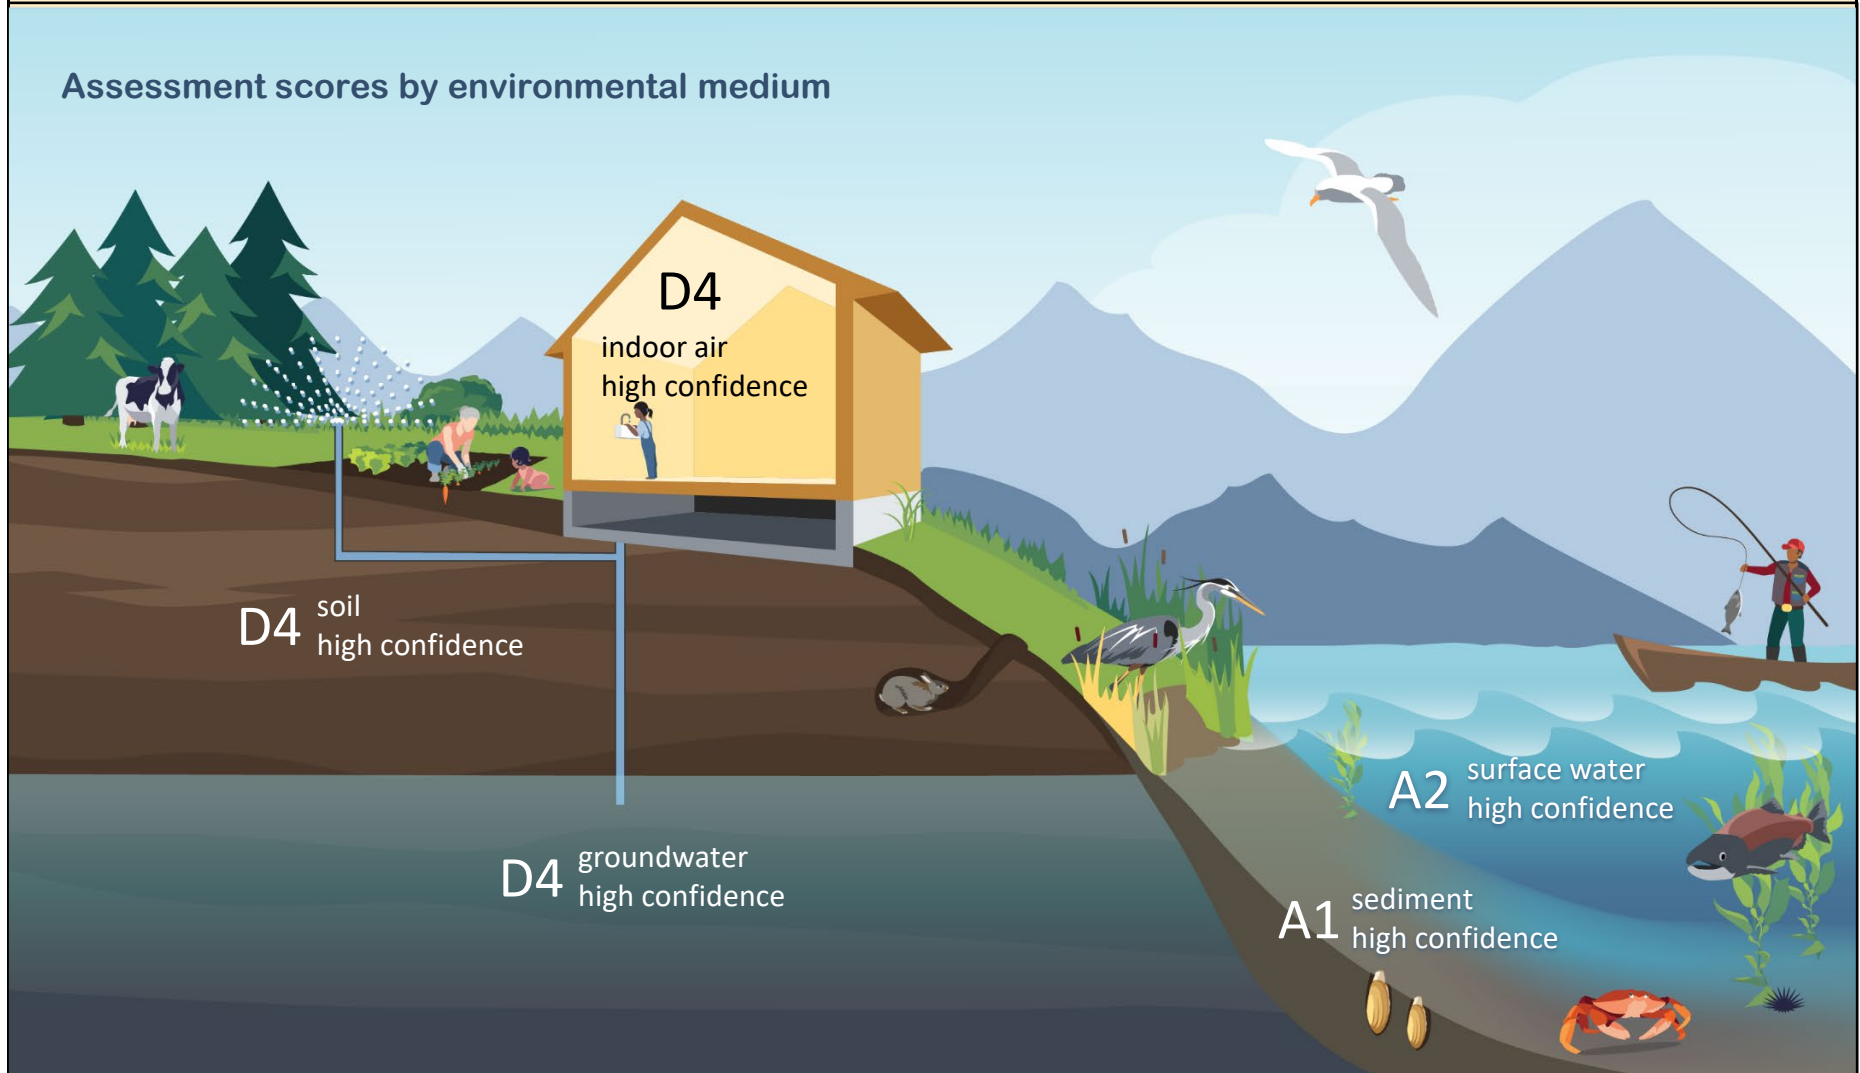 Assessment scores by environmental medium
D4
indoor air
high confidence
D4
soil
high confidence
D4
groundwater
high confidence
A2
surface water
high confidence
A1
sediment
high confidence